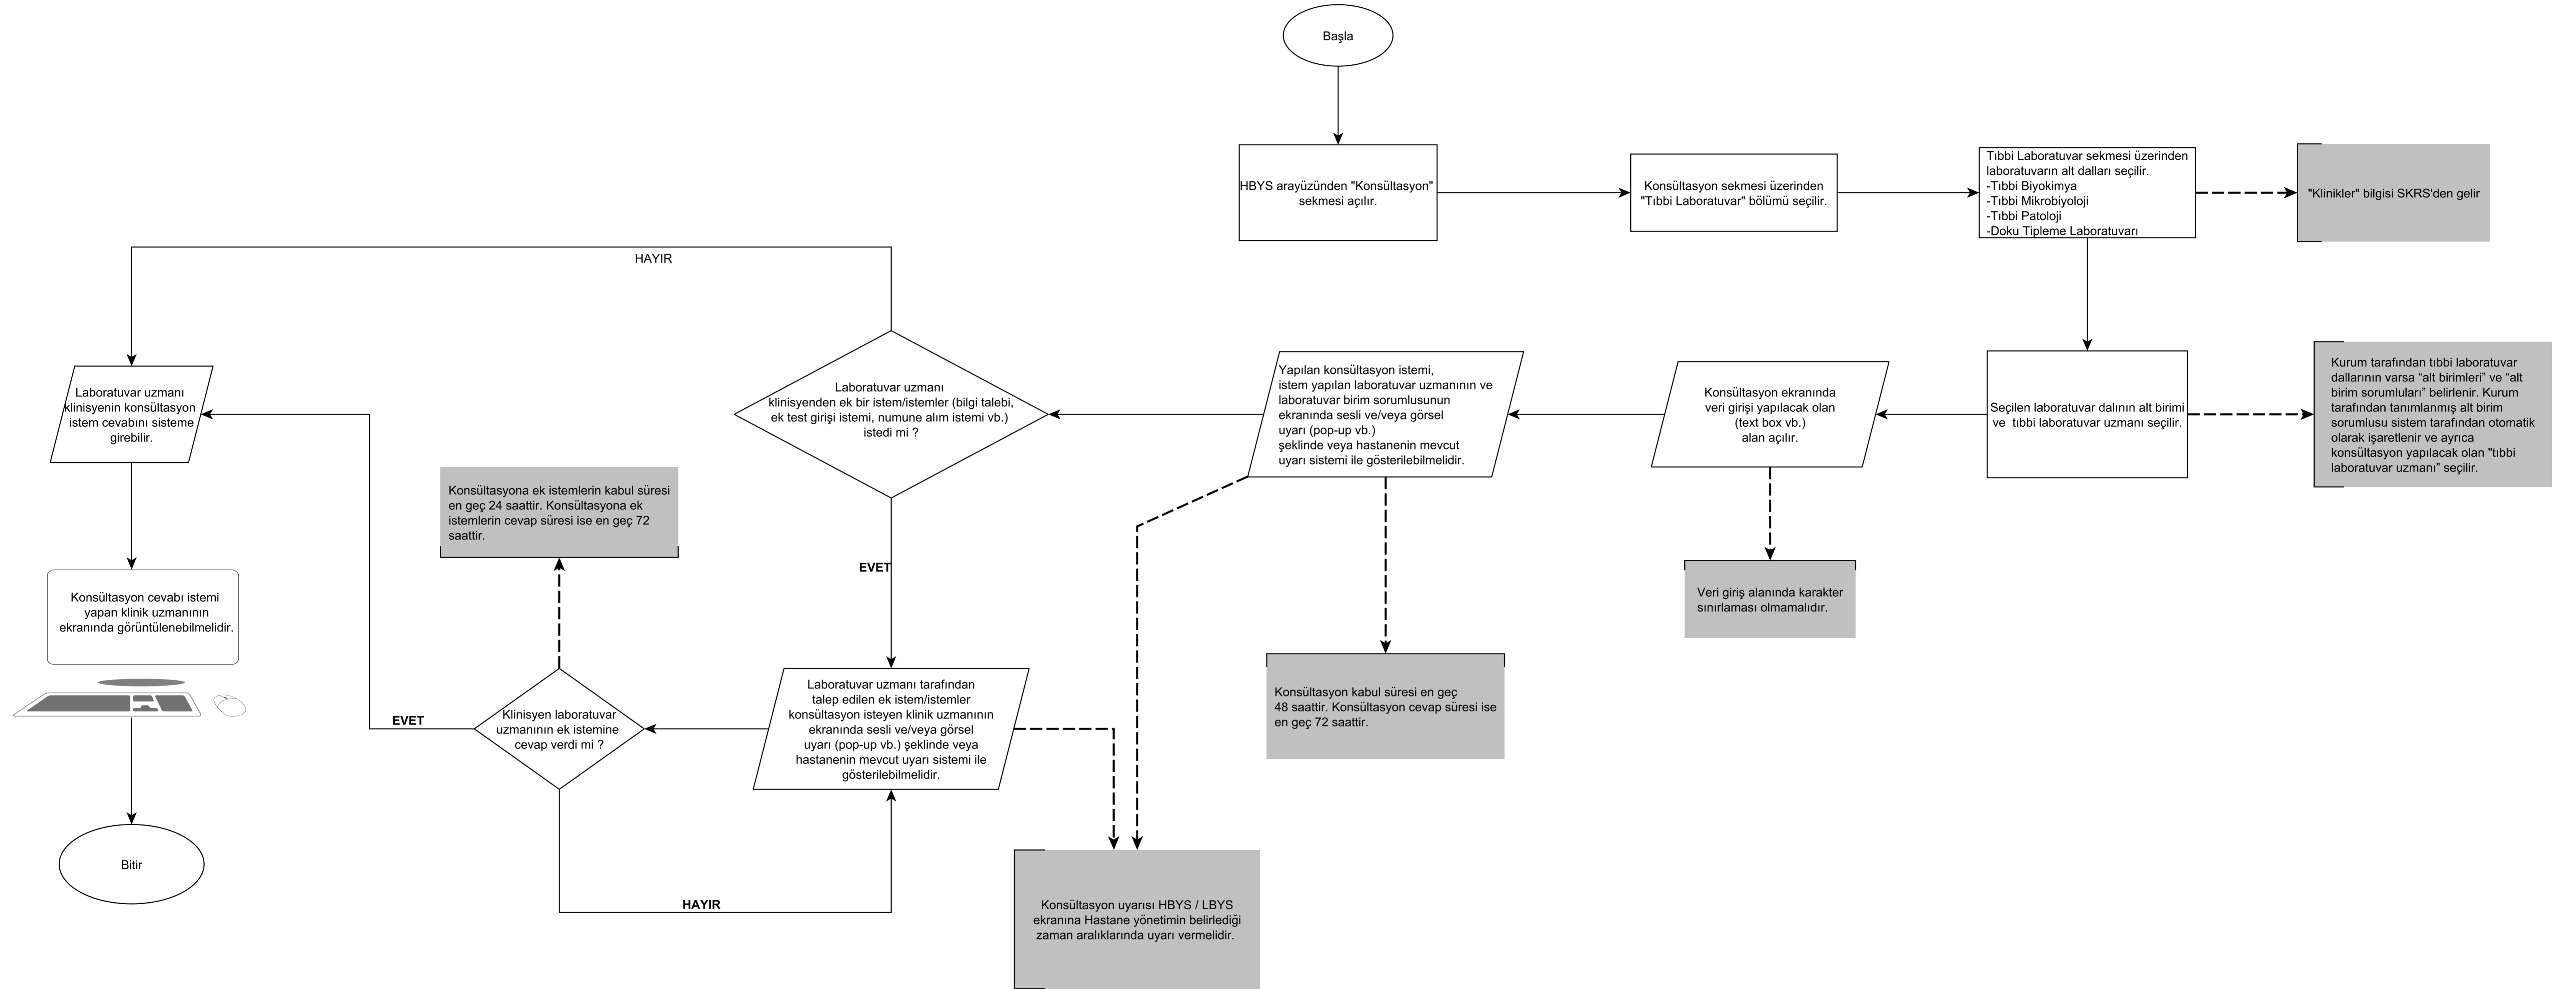 Başla
HBYS arayüzünden "Konsültasyon"
sekmesi açılır.
Konsültasyon sekmesi üzerinden
"Tıbbi Laboratuvar" bölümü seçilir.
Tıbbi Laboratuvar sekmesi üzerinden
laboratuvarın alt dalları seçilir.
-Tıbbi Biyokimya
-Tıbbi Mikrobiyoloji
-Tıbbi Patoloji
-Doku Tipleme Laboratuvarı
"Klinikler" bilgisi SKRS'den gelir
Seçilen laboratuvar dalının alt birimi
ve tıbbi laboratuvar uzmanı seçilir.
Kurum tarafından tıbbi laboratuvar
dallarının varsa “alt birimleri” ve “alt
birim sorumluları” belirlenir. Kurum
tarafından tanımlanmış alt birim
sorumlusu sistem tarafından otomatik
olarak işaretlenir ve ayrıca
konsültasyon yapılacak olan "tıbbi
laboratuvar uzmanı” seçilir.
Konsültasyon ekranında
veri girişi yapılacak olan
(text box vb.)
alan açılır.
Veri giriş alanında karakter
sınırlaması olmamalıdır.
Yapılan konsültasyon istemi,
istem yapılan laboratuvar uzmanının ve
laboratuvar birim sorumlusunun
ekranında sesli ve/veya görsel
uyarı (pop-up vb.)
şeklinde veya hastanenin mevcut
uyarı sistemi ile gösterilebilmelidir.
Konsültasyon kabul süresi en geç
48 saattir. Konsültasyon cevap süresi ise
en geç 72 saattir.
Laboratuvar uzmanı
klinisyenden ek bir istem/istemler (bilgi talebi,
ek test girişi istemi, numune alım istemi vb.)
istedi mi ?
HAYIR
EVET
Laboratuvar uzmanı tarafından
talep edilen ek istem/istemler
konsültasyon isteyen klinik uzmanının
ekranında sesli ve/veya görsel
uyarı (pop-up vb.) şeklinde veya
hastanenin mevcut uyarı sistemi ile
gösterilebilmelidir.
Konsültasyon uyarısı HBYS / LBYS
ekranına Hastane yönetimin belirlediği
zaman aralıklarında uyarı vermelidir.
Klinisyen laboratuvar
uzmanının ek istemine
cevap verdi mi ?
Konsültasyona ek istemlerin kabul süresi
en geç 24 saattir. Konsültasyona ek
istemlerin cevap süresi ise en geç 72
saattir.
HAYIR
EVET
Laboratuvar uzmanı
klinisyenin konsültasyon
istem cevabını sisteme
girebilir.
Konsültasyon cevabı istemi
yapan klinik uzmanının
ekranında görüntülenebilmelidir.
Bitir